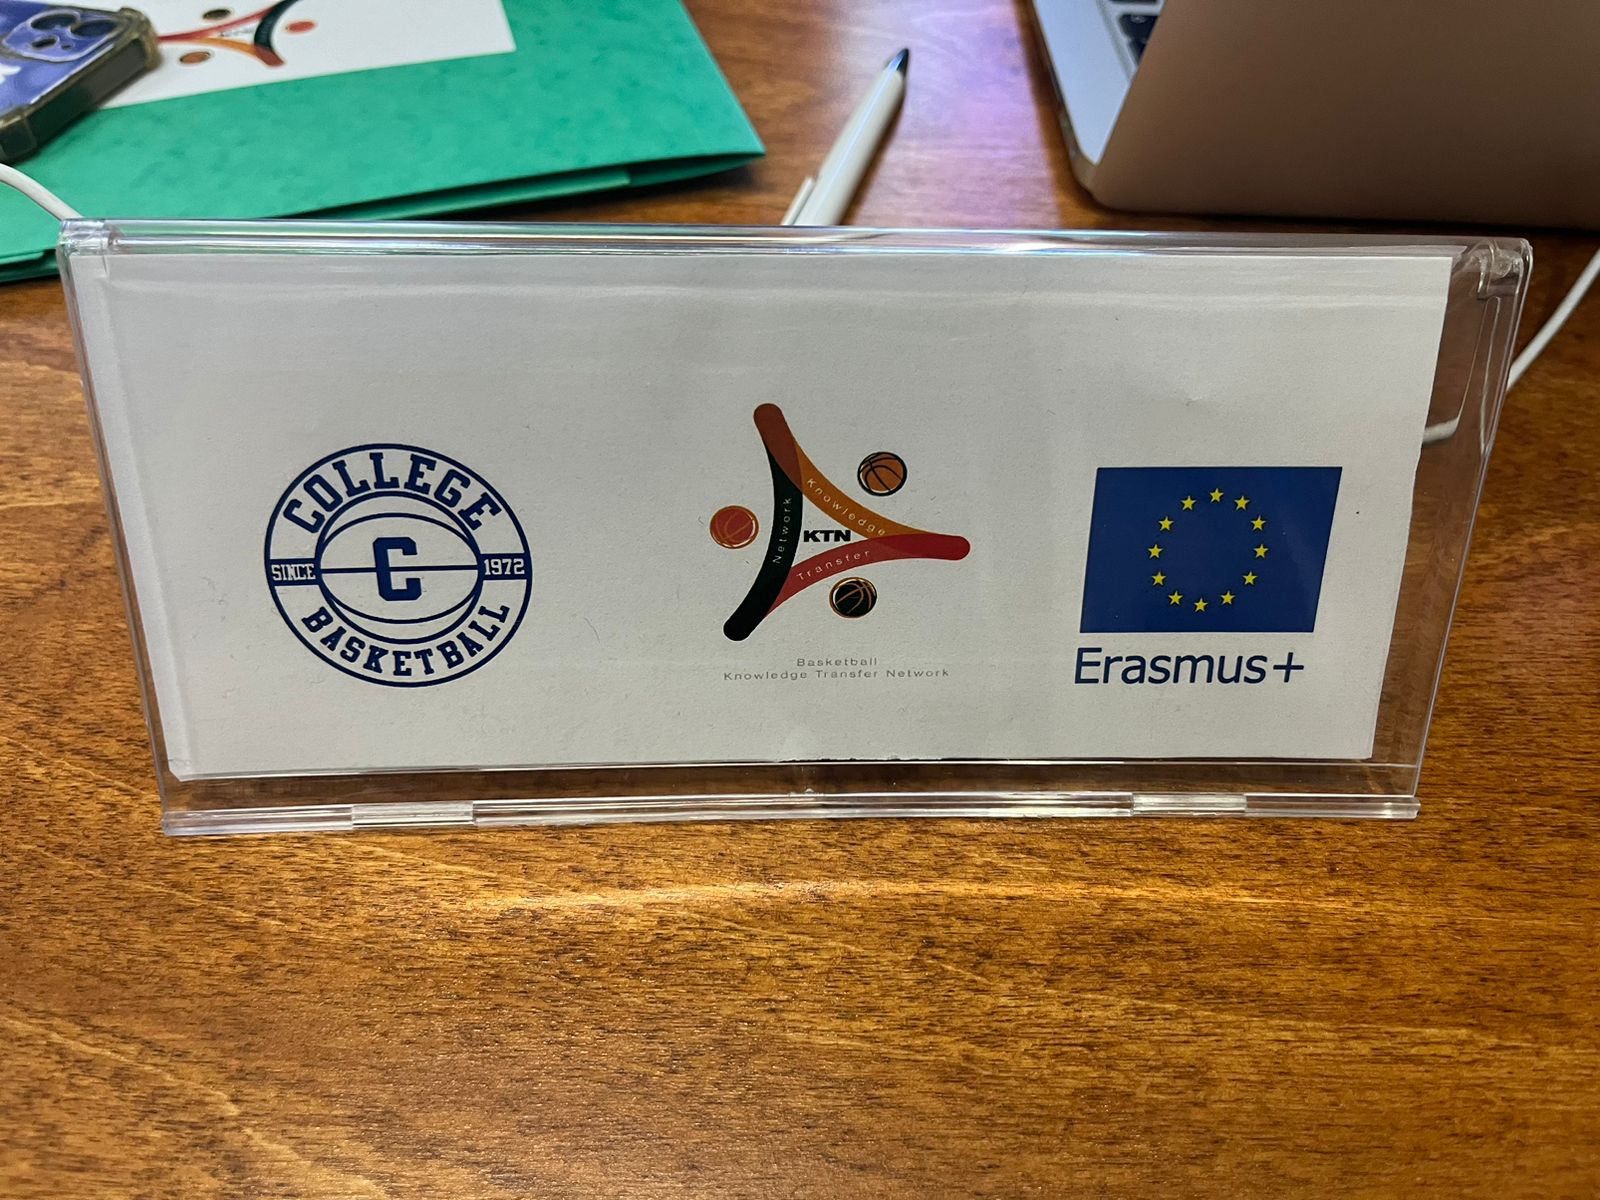 COLLEGE
SINCE C 1972
BASKETBALL
Network
Knowledge
KTN
Transfer
Basketball
Knowledge Transfer Network
Erasmus+